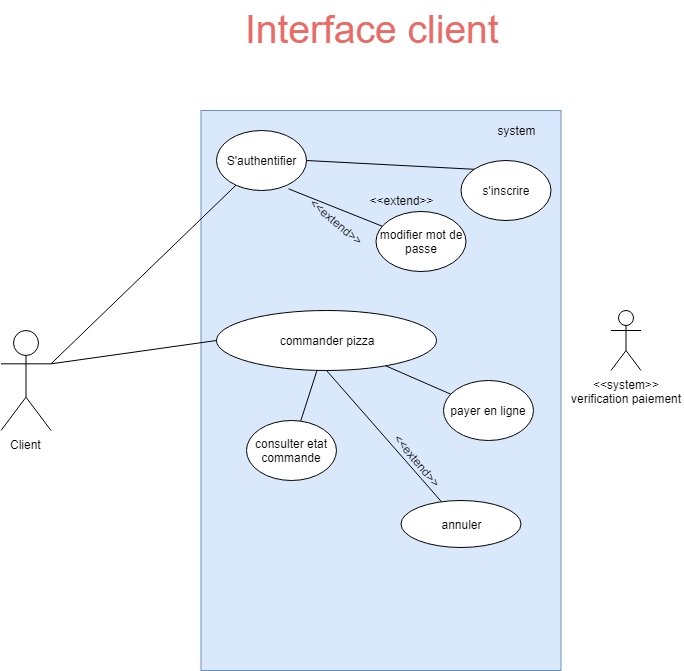 Interface client
system
S'authentifier
s'inscrire
<<extend>>
<<extend>>
modifier mot de
passe
commander pizza
<<system>>
verification paiement
payer en ligne
Client
consulter etat
commande
<<extend>>
annuler